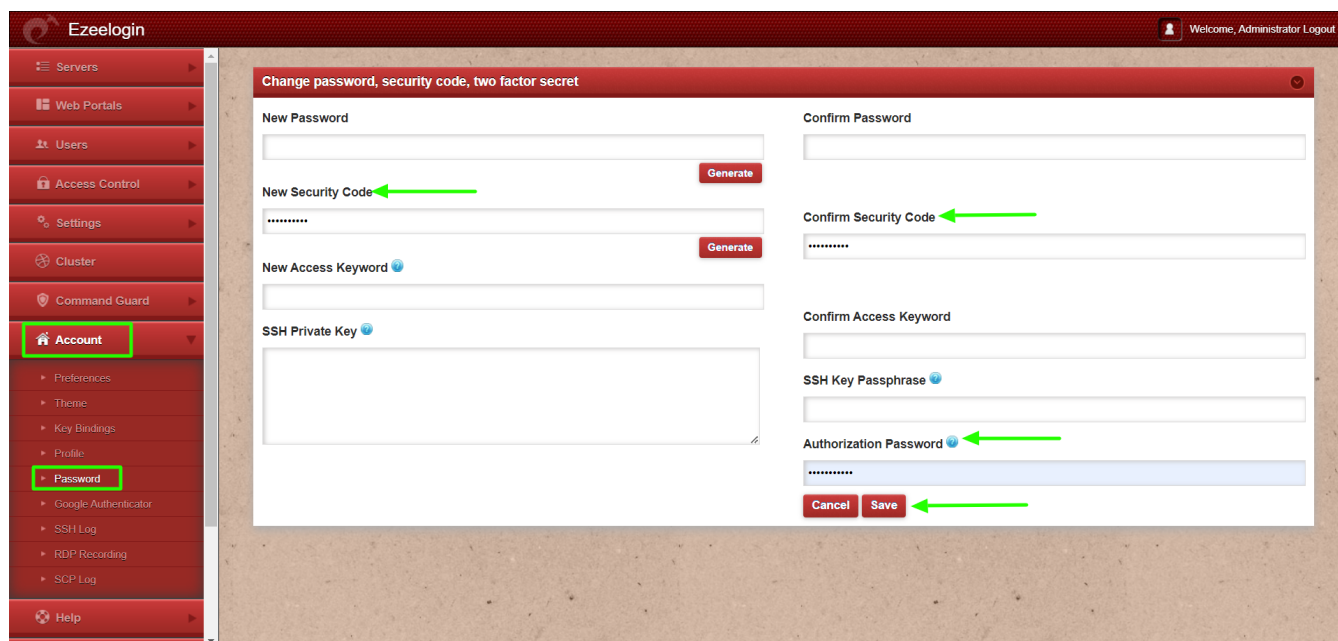 Ezeelogin
Welcome, Administrator Logout
Servers
Web Portals
Users
Access Control
Settings
Cluster
Command Guard
Account
Preferences
Theme
Key Bindings
Profile
Password
Google Authenticator
SSH Log
RDP Recording
SCP Log
Help
Change password, security code, two factor secret
New Password
Confirm Password
Generate
New Security Code
Confirm Security Code
Generate
New Access Keyword
Confirm Access Keyword
SSH Private Key
SSH Key Passphrase
Authorization Password
Cancel Save